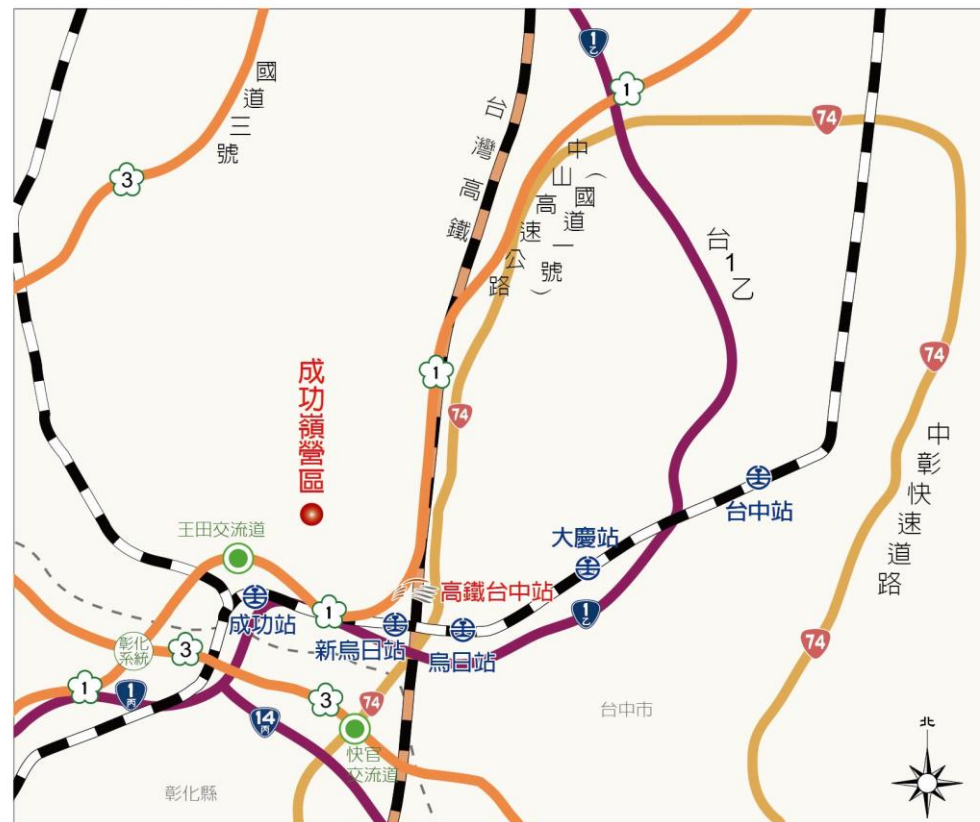 1乙
國道三號
3
台灣高鐵
1
74
中山高速公路
（國道一號）
台1乙
74
1
74
成功嶺營區
中彰快速道路
王田交流道
台中站
大慶站
高鐵台中站
成功站
1
新烏日站
烏日站
1乙
彰化
系統
3
74
1
1丙
14丙
3
74
快官
交流道
台中市
彰化縣
北